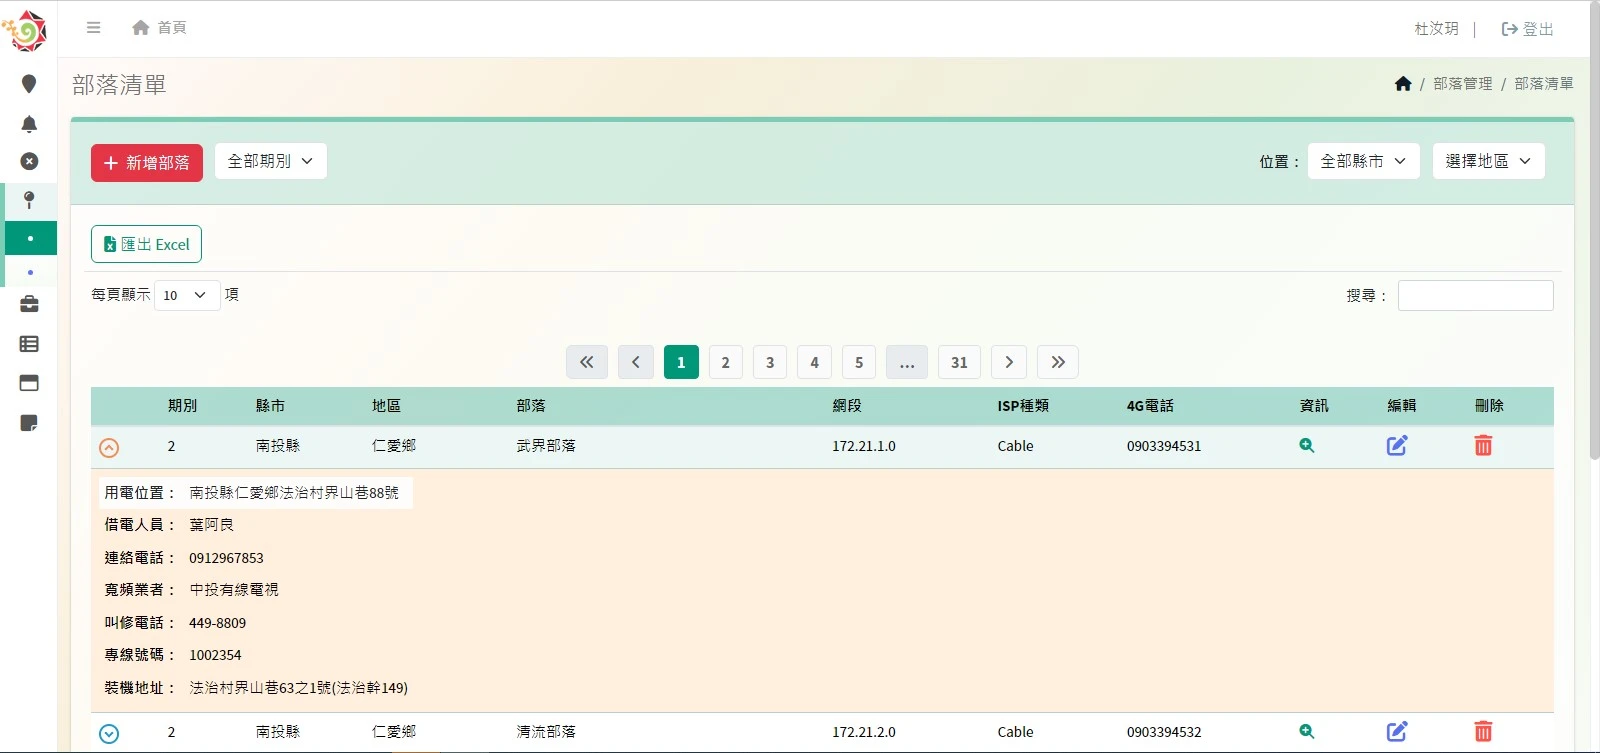 首頁
杜汶玥 | 登出
部落清單
/ 部落管理 / 部落清單
新增部落 全部期別
位置： 全部縣市 選擇地區
匯出 Excel
每頁顯示 10 項
搜尋：
1 2 3 4 5 ... 31
期別 縣市 地區 部落 網段 ISP種類 4G電話 資訊 編輯 刪除
2 南投縣 仁愛鄉 武界部落 172.21.1.0 Cable 0903394531
用電位置： 南投縣仁愛鄉法治村界山巷88號
借電人員： 葉阿良
連絡電話： 0912967853
寬頻業者： 中投有線電視
叫修電話： 449-8809
專線號碼： 1002354
裝機地址： 法治村界山巷63之1號(法治幹149)
2 南投縣 仁愛鄉 清流部落 172.21.2.0 Cable 0903394532